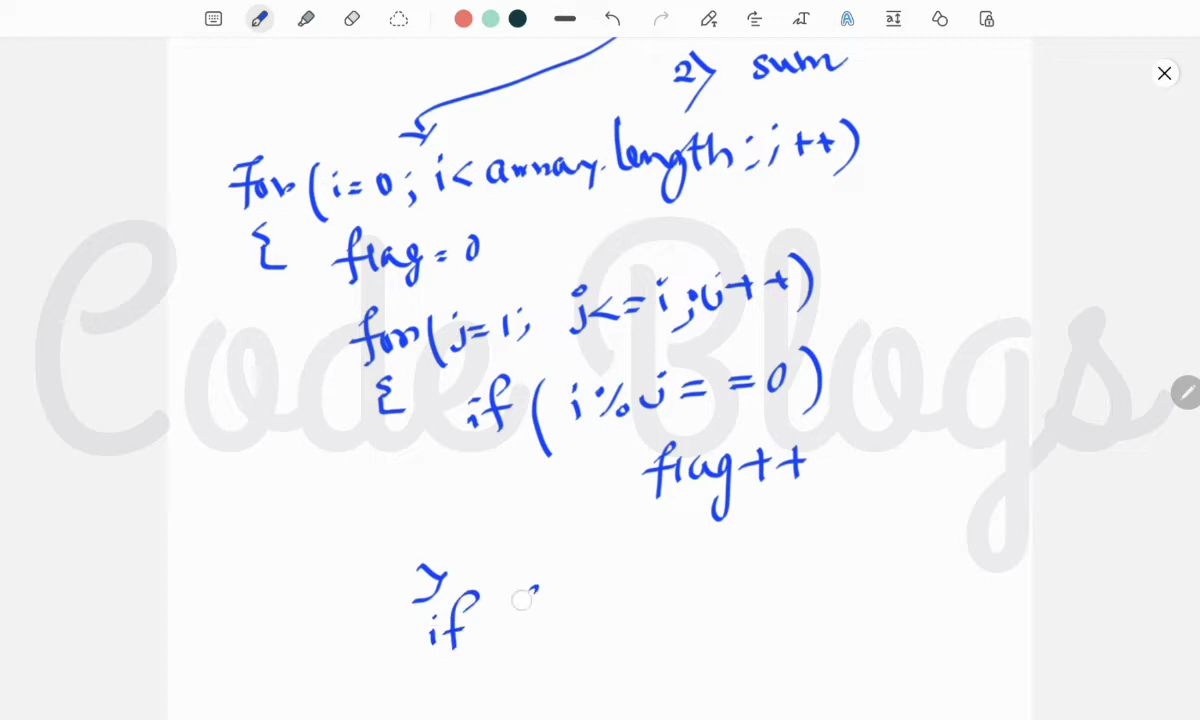 2) sum
for(i=0; i<array.length; i++)
{ flag=0
for(j=1; j<=i; j++)
{ if(i%j==0)
flag++
}
if
Code Blogs